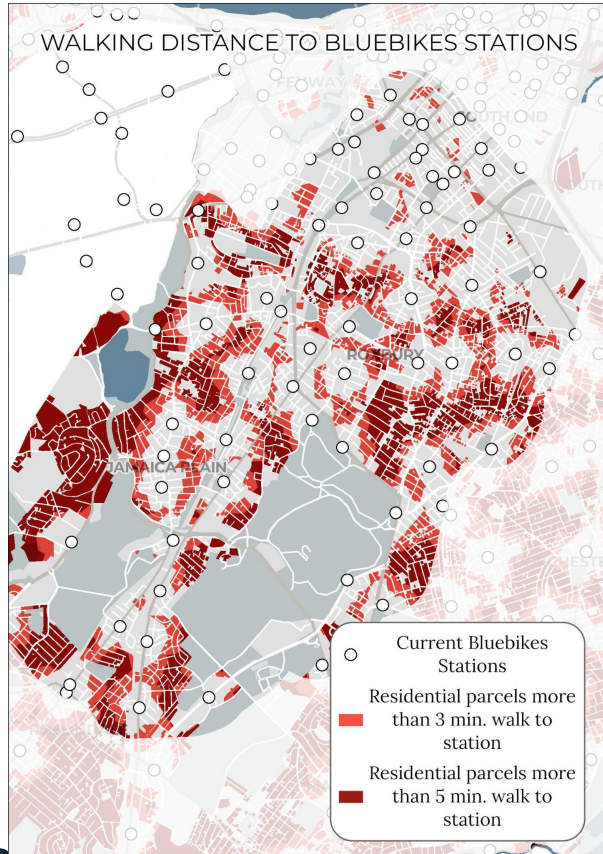 WALKING DISTANCE TO BLUEBIKES STATIONS
FENWAY
SOUTH END
ROXBURY
JAMAICA PLAIN
Current Bluebikes
Stations
Residential parcels more
than 3 min. walk to
station
Residential parcels more
than 5 min. walk to
station